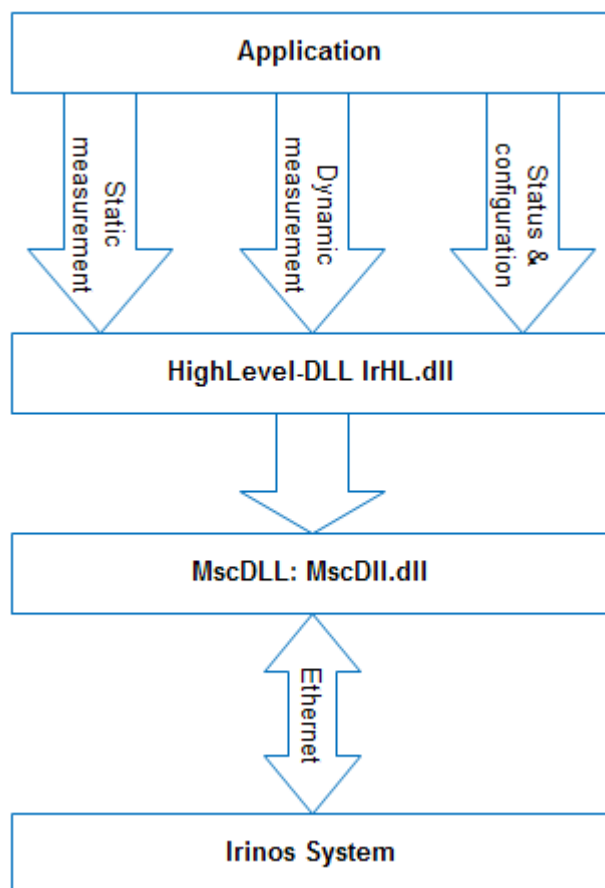 Application
Static
measurement
Dynamic
measurement
Status &
configuration
HighLevel-DLL IrHL.dll
MscDLL: MscDll.dll
Ethernet
Irinos System